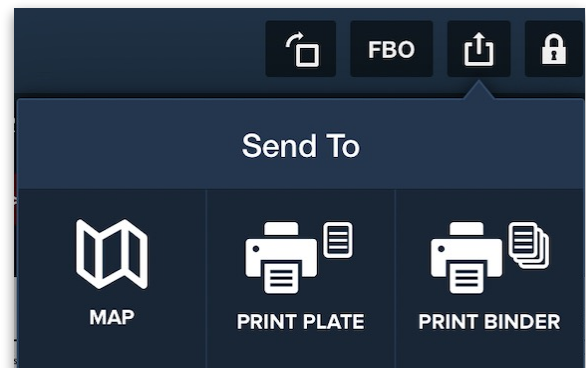 FBO
Send To
MAP
PRINT PLATE
PRINT BINDER